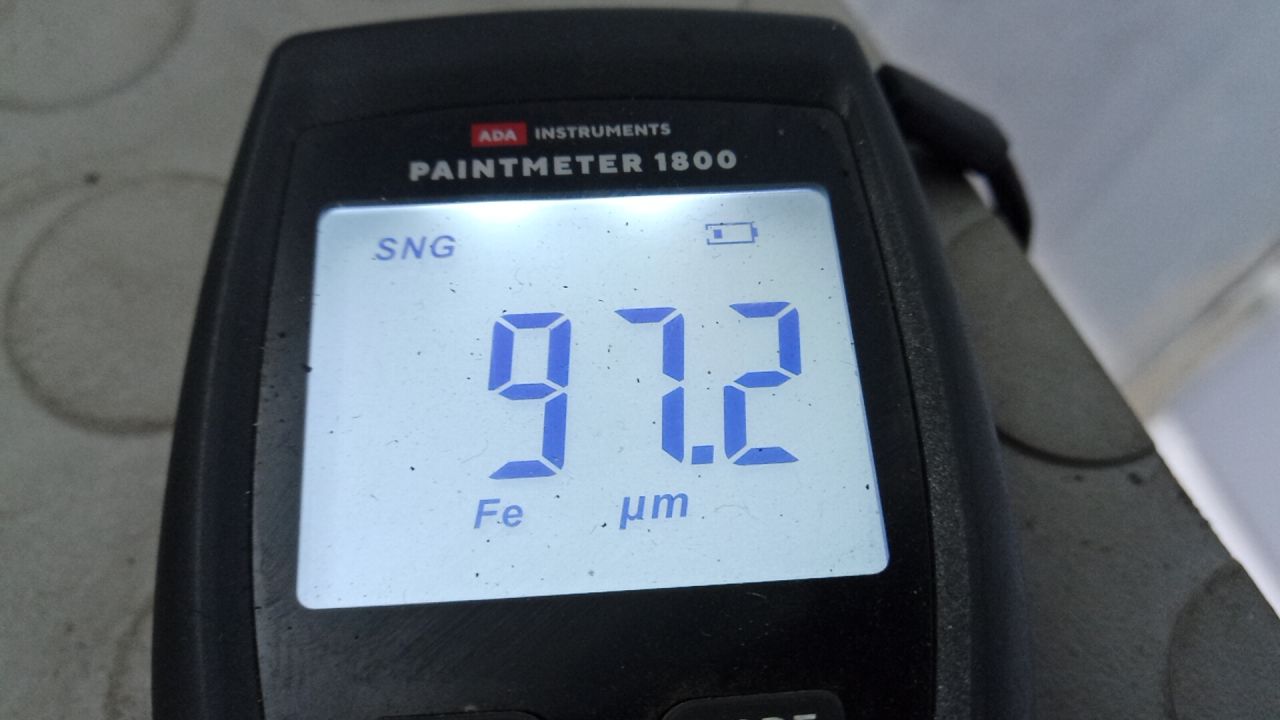 ADA INSTRUMENTS
PAINTMETER 1800
SNG
97.2
Fe µm